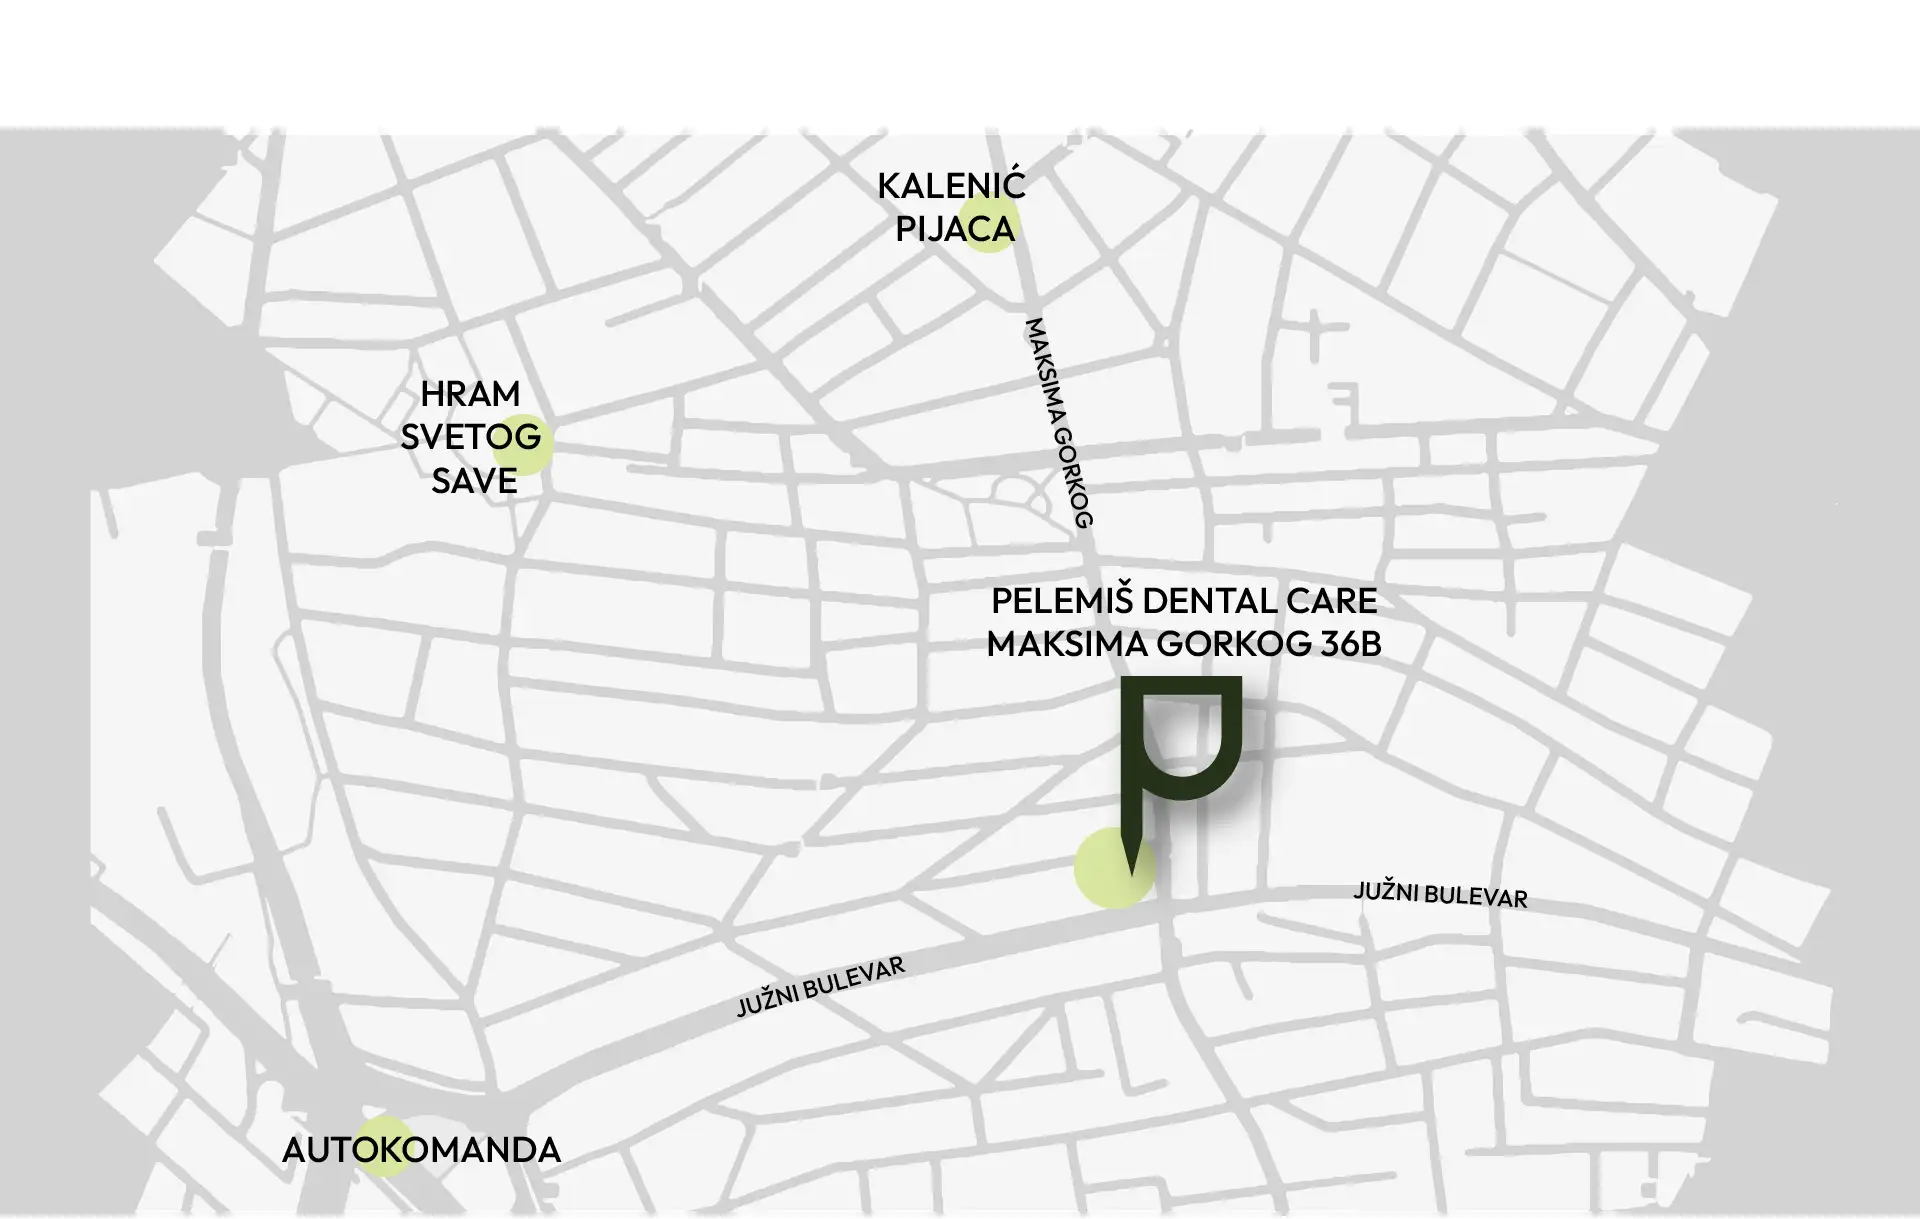 KALENIĆ
PIJACA
MAKSIMA GORKOG
HRAM
SVETOG
SAVE
PELEMIŠ DENTAL CARE
MAKSIMA GORKOG 36B
JUŽNI BULEVAR
JUŽNI BULEVAR
AUTOKOMANDA